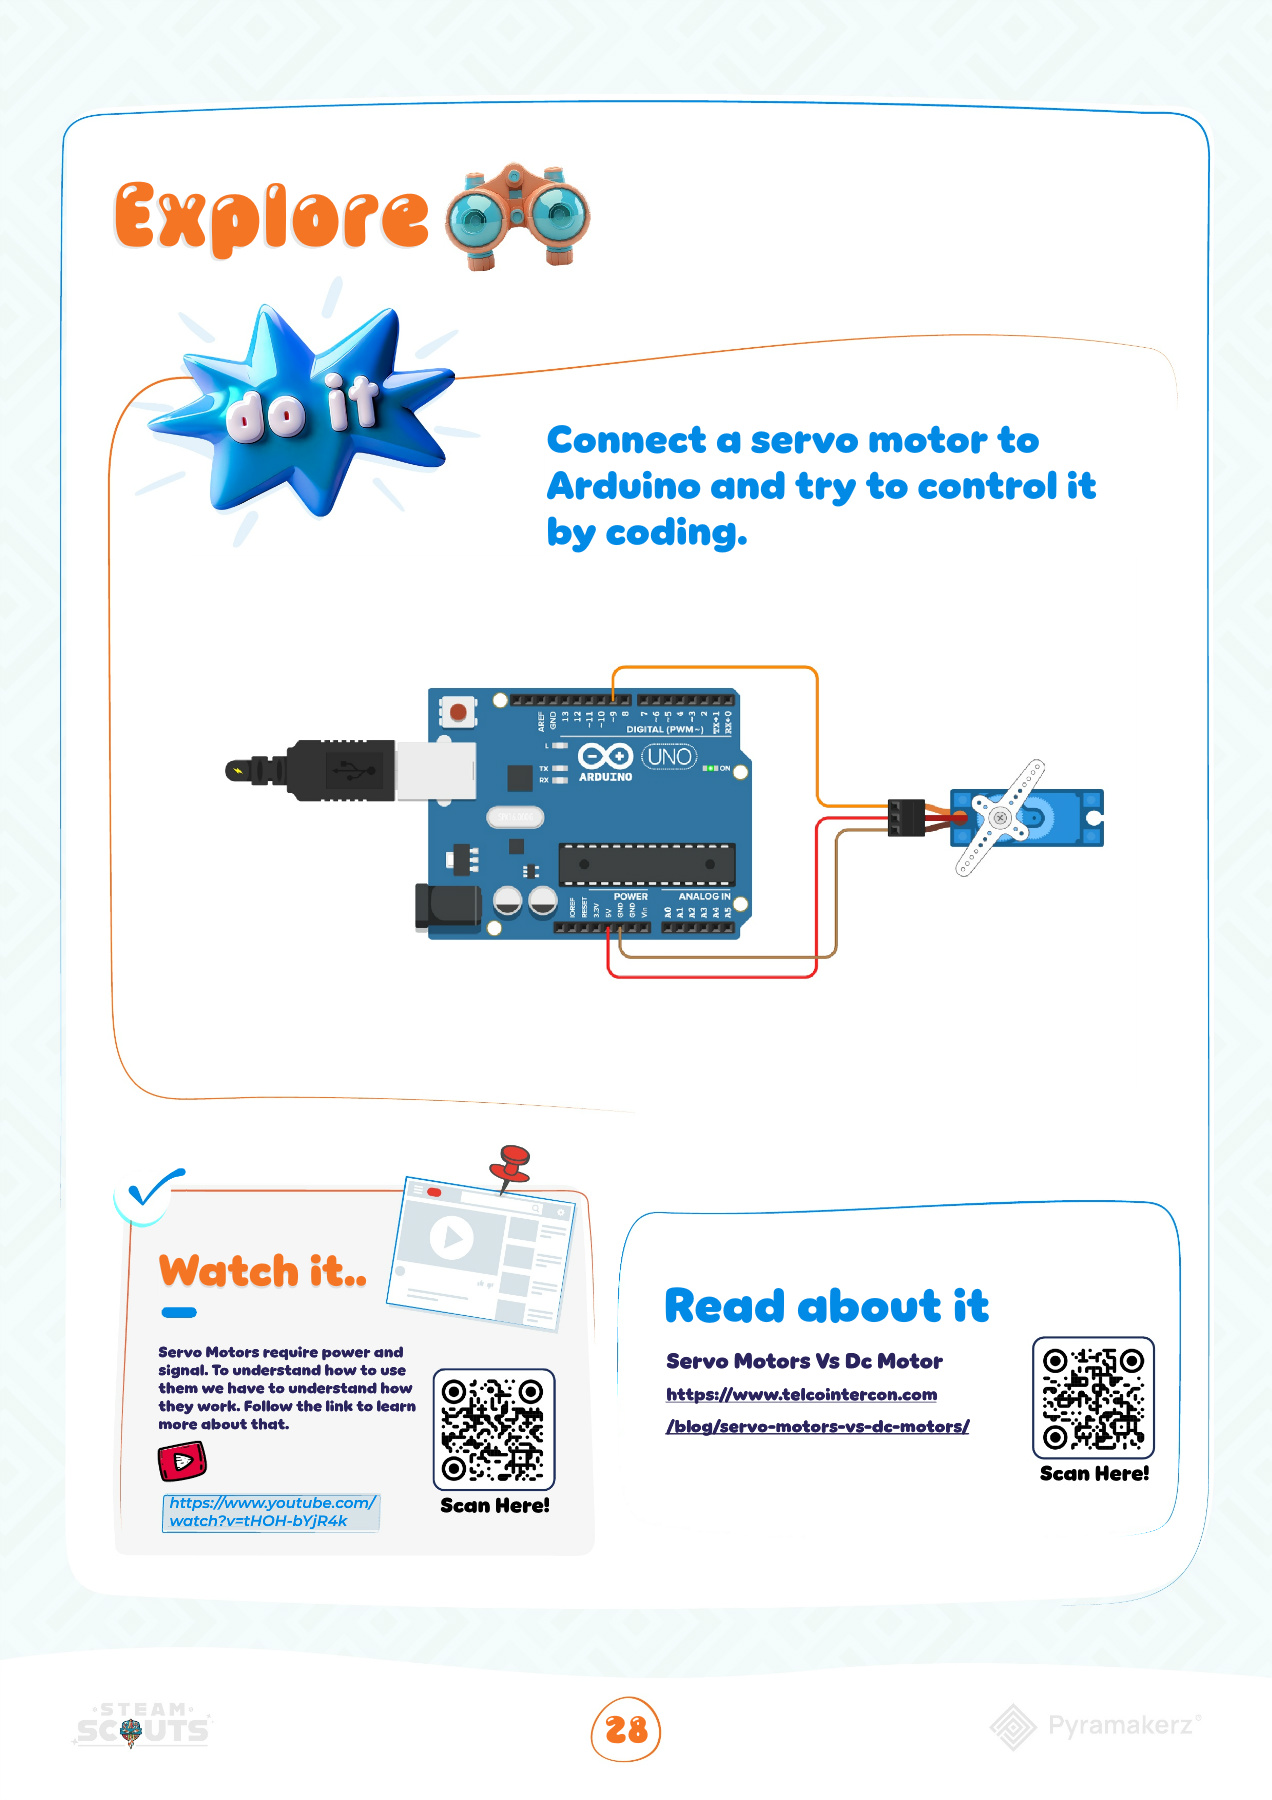 Explore
do it
Connect a servo motor to
Arduino and try to control it
by coding.
AREF
GND
13
12
~11
~10
~9
8
7
~6
~5
4
~3
2
TX→1
RX←0
DIGITAL (PWM~)
L
TX
RX
ARDUINO
UNO
ON
POWER
ANALOG IN
IOREF
RESET
3.3V
5V
GND
GND
Vin
A0
A1
A2
A3
A4
A5
Watch it..
Servo Motors require power and
signal. To understand how to use
them we have to understand how
they work. Follow the link to learn
more about that.
https://www.youtube.com/
watch?v=tHOH-bYjR4k
Scan Here!
Read about it
Servo Motors Vs Dc Motor
https://www.telcointercon.com
/blog/servo-motors-vs-dc-motors/
Scan Here!
STEAM
SCOUTS
28
Pyramakerz